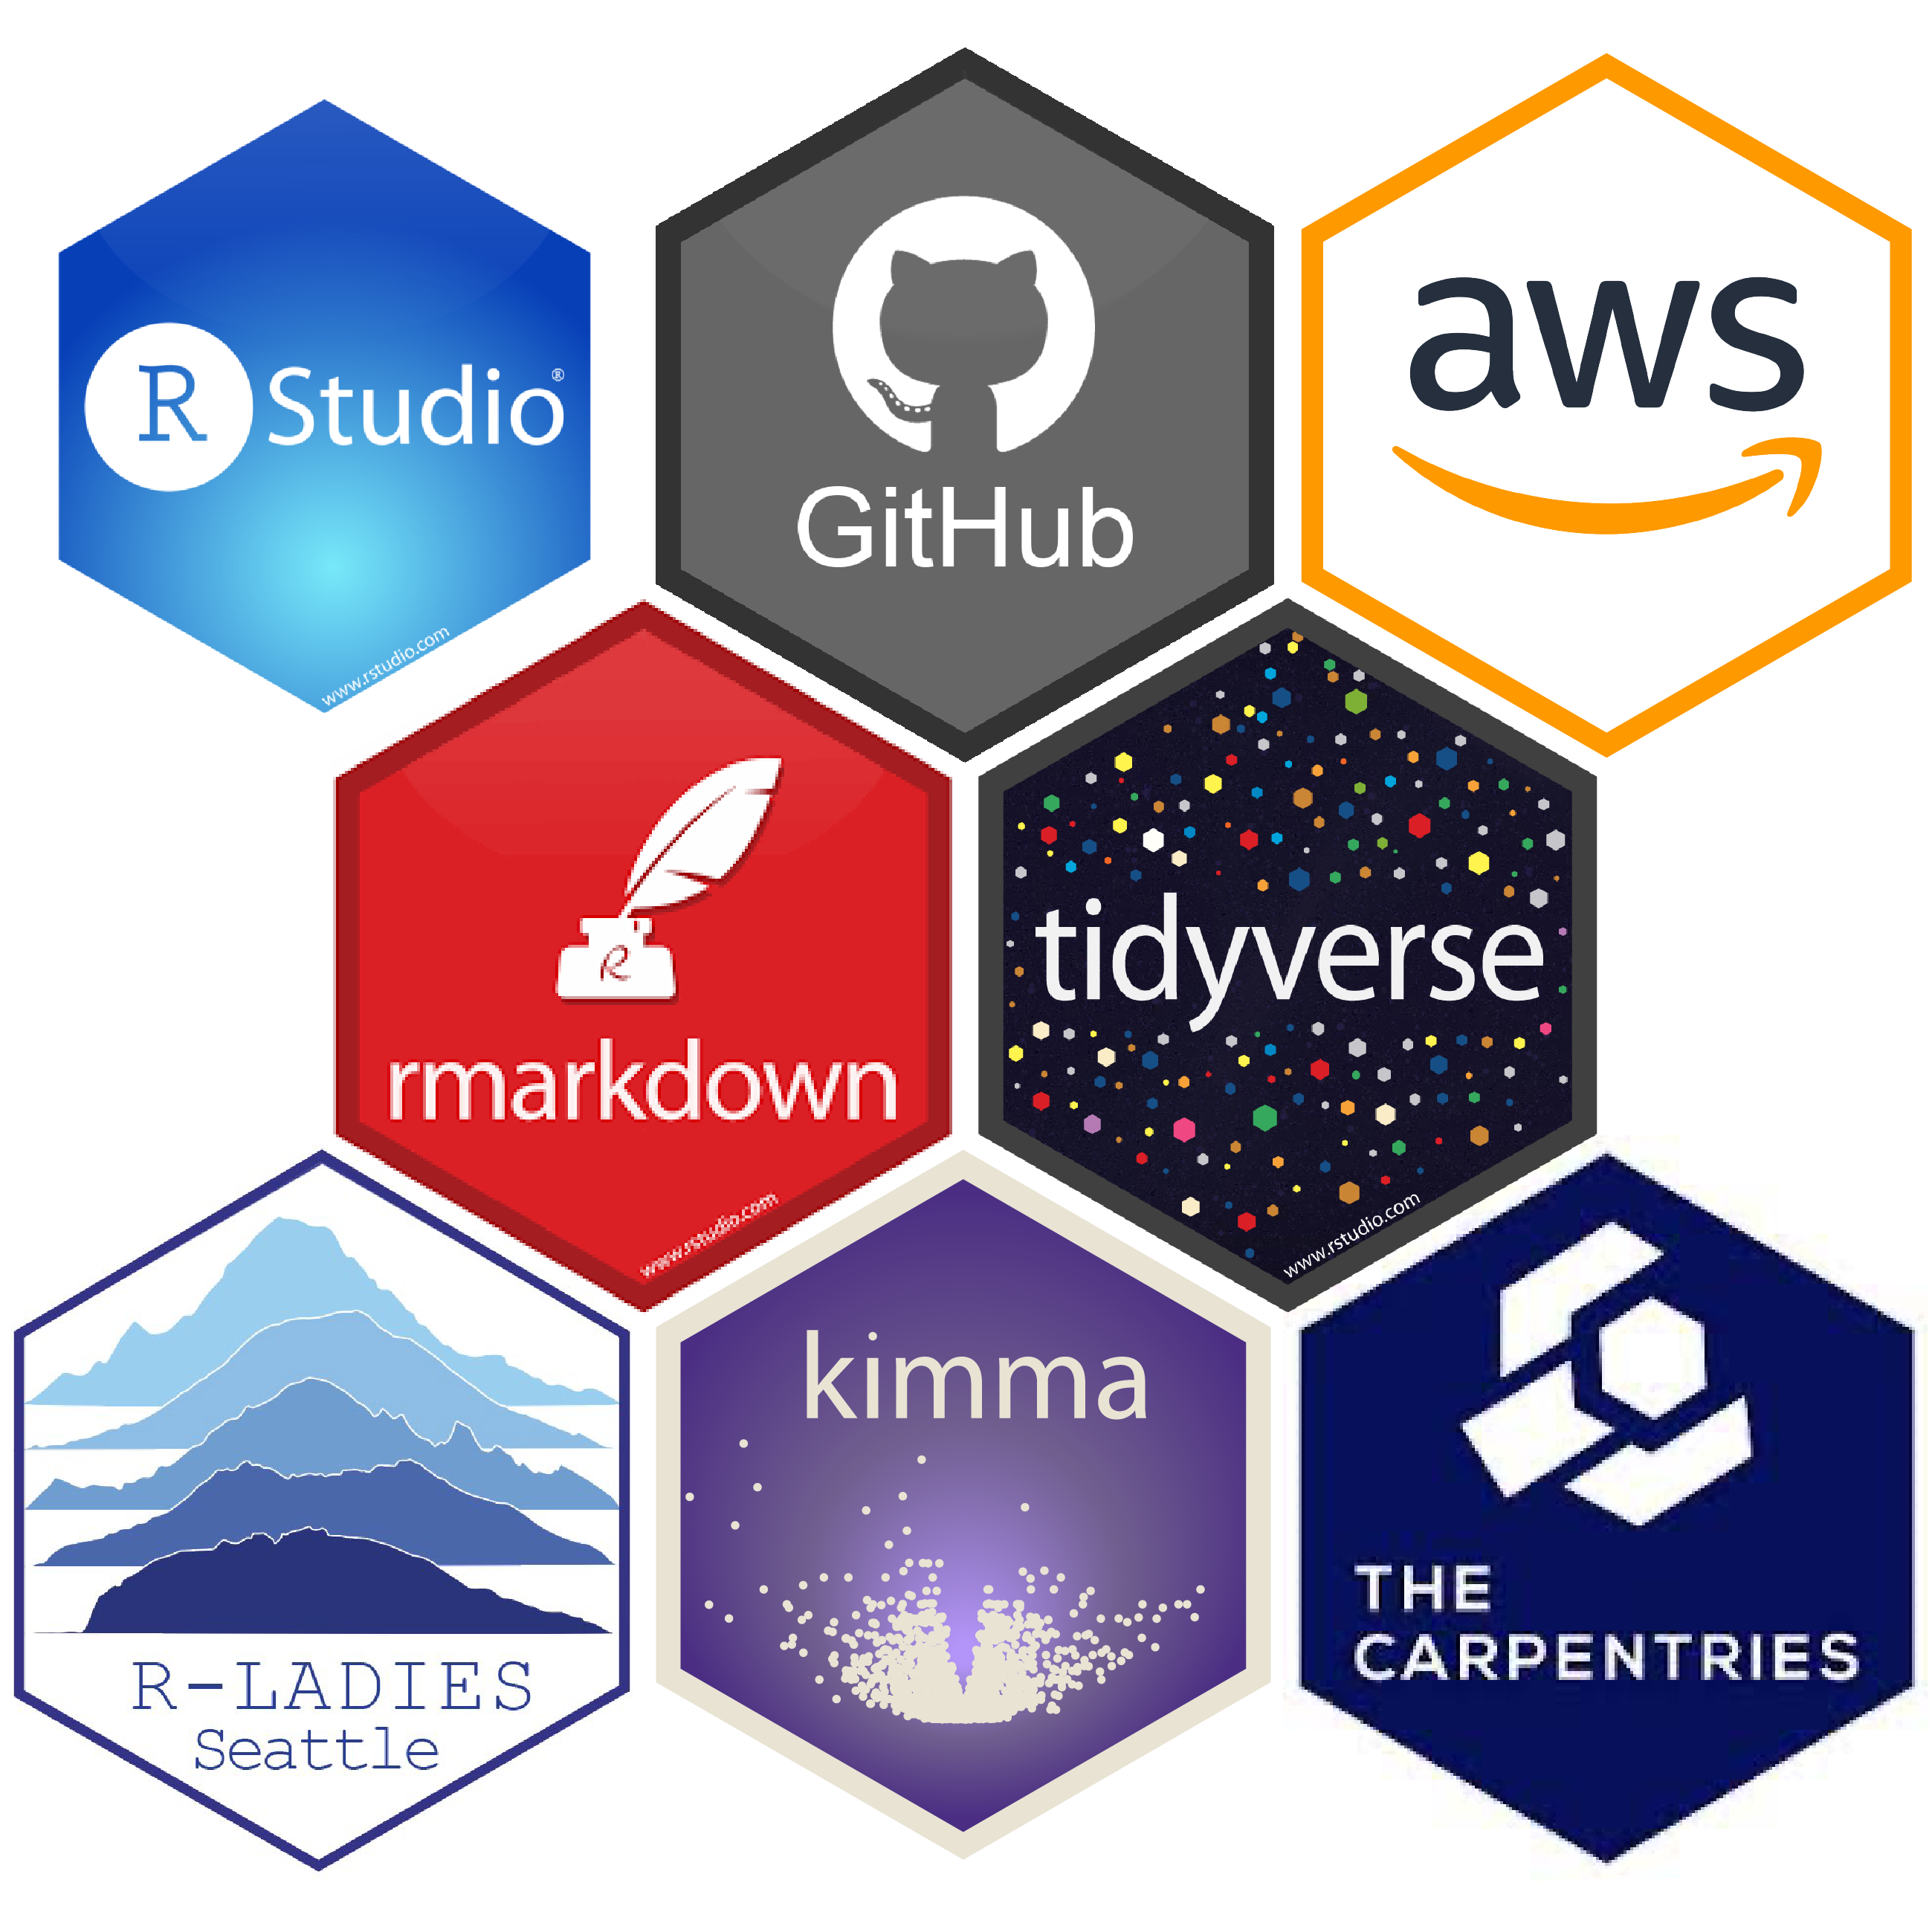 R Studio®
www.rstudio.com
GitHub
aws
R
rmarkdown
www.rstudio.com
tidyverse
www.rstudio.com
R-LADIES
Seattle
kimma
THE
CARPENTRIES